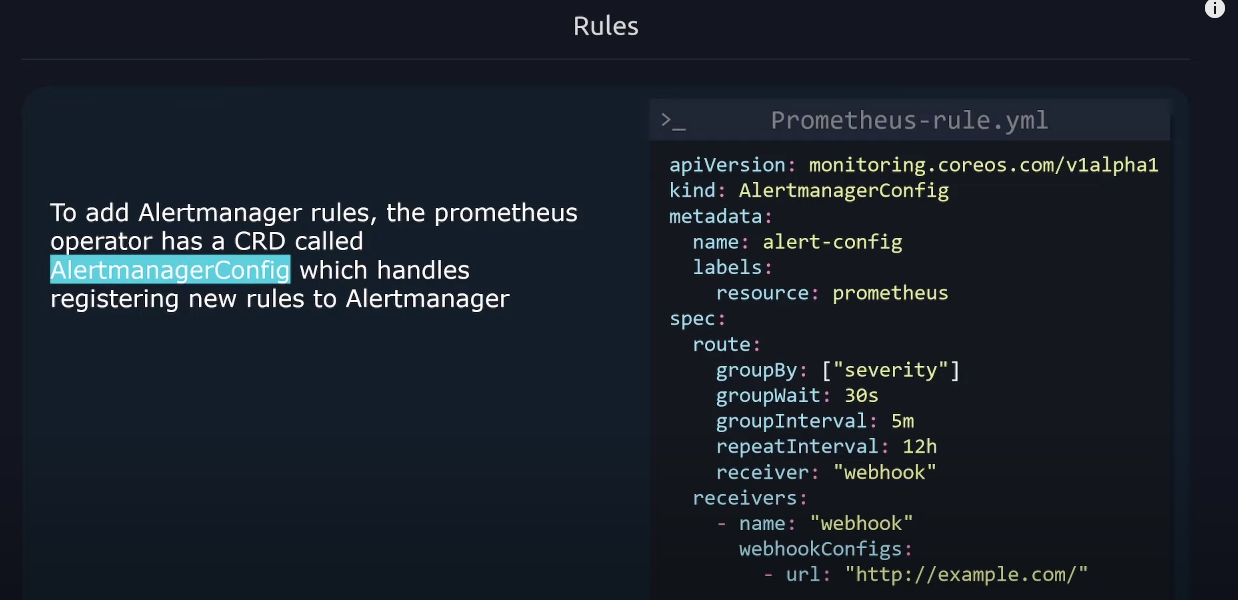 Rules
To add Alertmanager rules, the prometheus
operator has a CRD called
AlertmanagerConfig which handles
registering new rules to Alertmanager
>_ Prometheus-rule.yml
apiVersion: monitoring.coreos.com/v1alpha1
kind: AlertmanagerConfig
metadata:
  name: alert-config
  labels:
    resource: prometheus
spec:
  route:
    groupBy: ["severity"]
    groupWait: 30s
    groupInterval: 5m
    repeatInterval: 12h
    receiver: "webhook"
  receivers:
    - name: "webhook"
      webhookConfigs:
        - url: "http://example.com/"